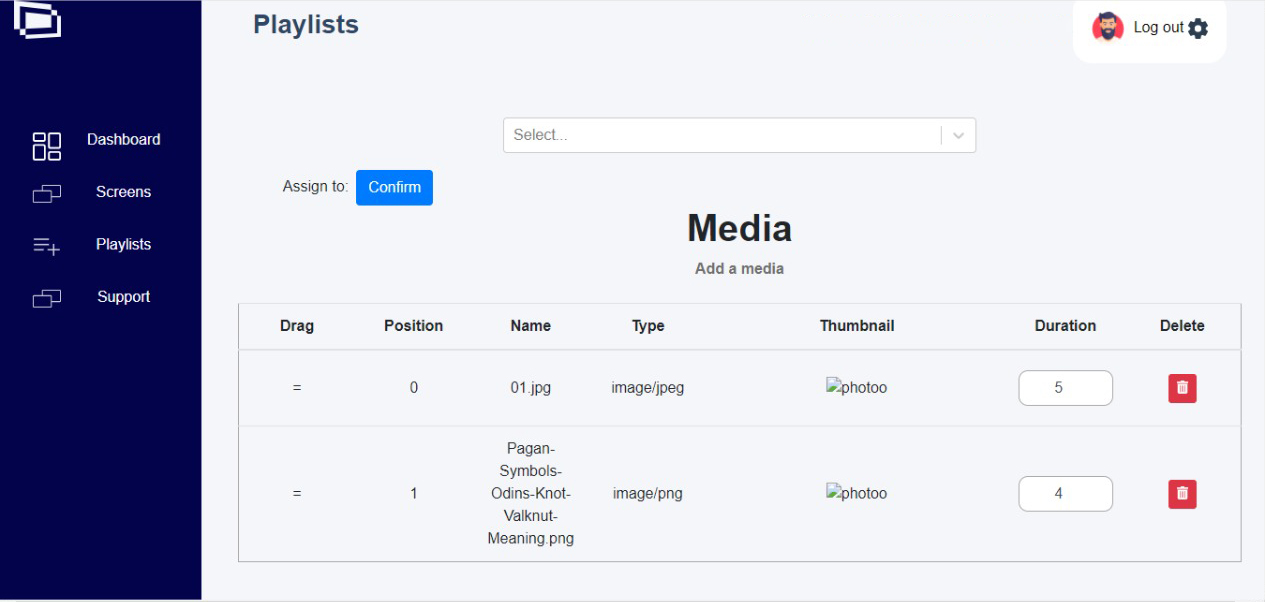 Playlists
Log out
Dashboard
Screens
Playlists
Support
Select...
Assign to: Confirm
Media
Add a media
Drag Position Name Type Thumbnail Duration Delete
= 0 01.jpg image/jpeg photoo 5
Pagan-
Symbols-
= 1 Odins-Knot- image/png photoo 4
Valknut-
Meaning.png